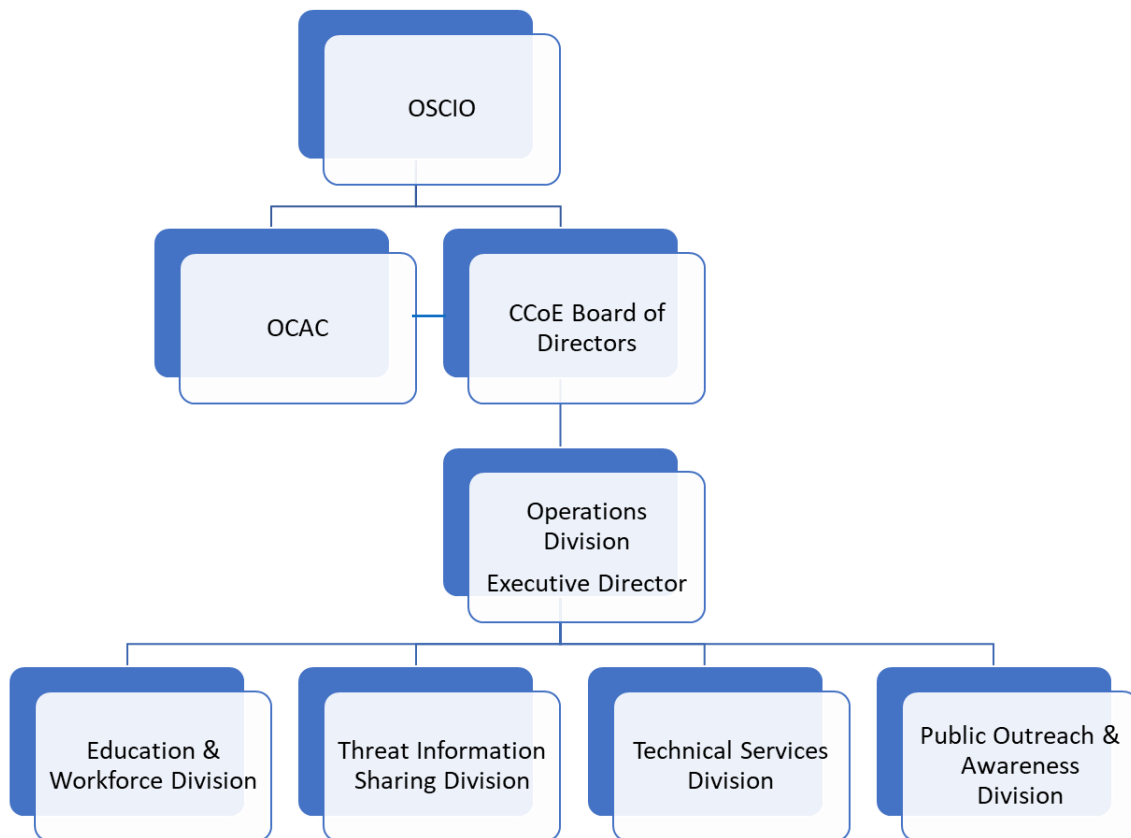 OSCIO
OCAC
CCoE Board of
Directors
Operations
Division
Executive Director
Education &
Workforce Division
Threat Information
Sharing Division
Technical Services
Division
Public Outreach &
Awareness
Division